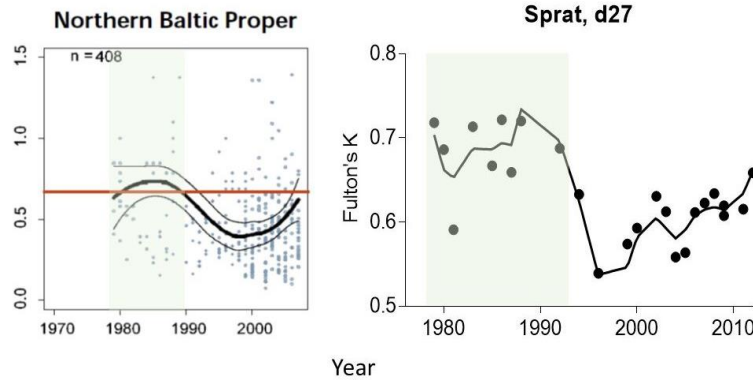 Northern Baltic Proper
n = 408
1.5
1.0
0.5
0.0
1970 1980 1990 2000
Sprat, d27
Fulton's K
0.8
0.7
0.6
0.5
1980 1990 2000 2010
Year